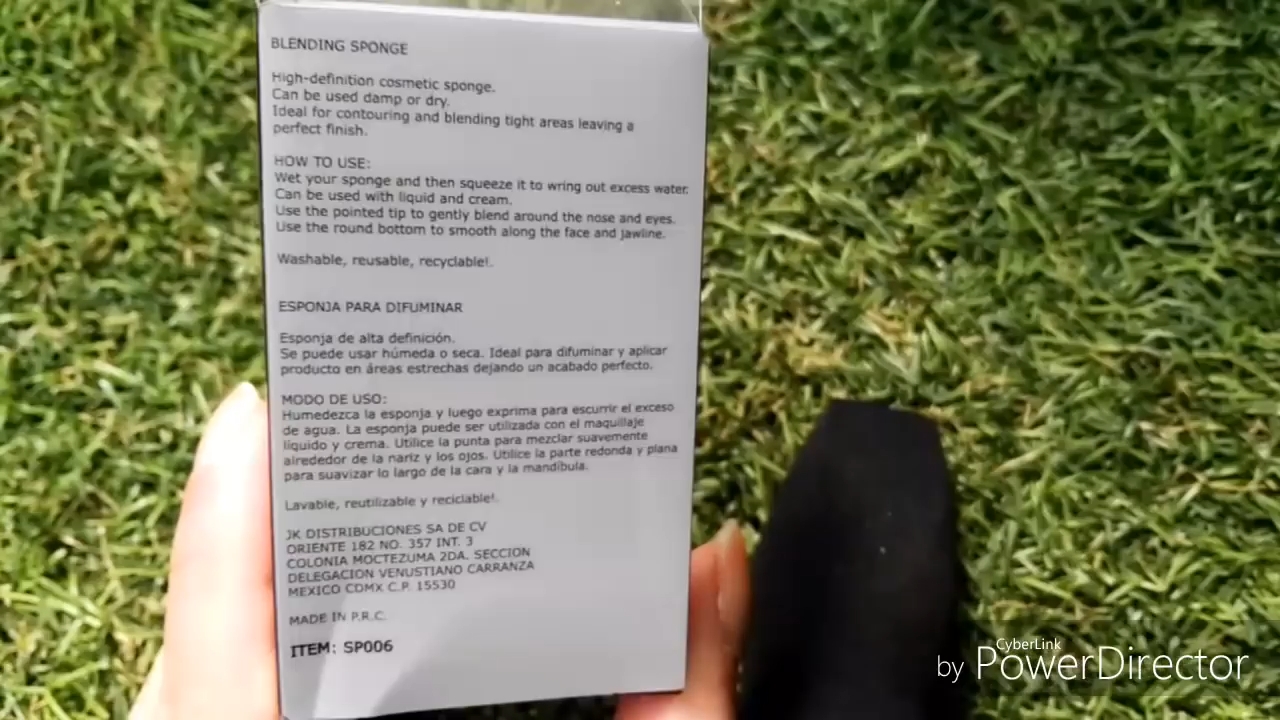 BLENDING SPONGE
High-definition cosmetic sponge.
Can be used damp or dry.
Ideal for contouring and blending tight areas leaving a
perfect finish.
HOW TO USE:
Wet your sponge and then squeeze it to wring out excess water.
Can be used with liquid and cream.
Use the pointed tip to gently blend around the nose and eyes.
Use the round bottom to smooth along the face and jawline.
Washable, reusable, recyclable!.
ESPONJA PARA DIFUMINAR
Esponja de alta definición.
Se puede usar húmeda o seca. Ideal para difuminar y aplicar
producto en áreas estrechas dejando un acabado perfecto.
MODO DE USO:
Humedezca la esponja y luego exprima para escurrir el exceso
de agua. La esponja puede ser utilizada con el maquillaje
líquido y crema. Utilice la punta para mezclar suavemente
alrededor de la nariz y los ojos. Utilice la parte redonda y plana
para suavizar lo largo de la cara y la mandíbula.
Lavable, reutilizable y reciclable!.
JK DISTRIBUCIONES SA DE CV
ORIENTE 182 NO. 357 INT. 3
COLONIA MOCTEZUMA 2DA. SECCION
DELEGACION VENUSTIANO CARRANZA
MEXICO CDMX C.P. 15530
MADE IN P.R.C.
ITEM: SP006
CyberLink
by PowerDirector